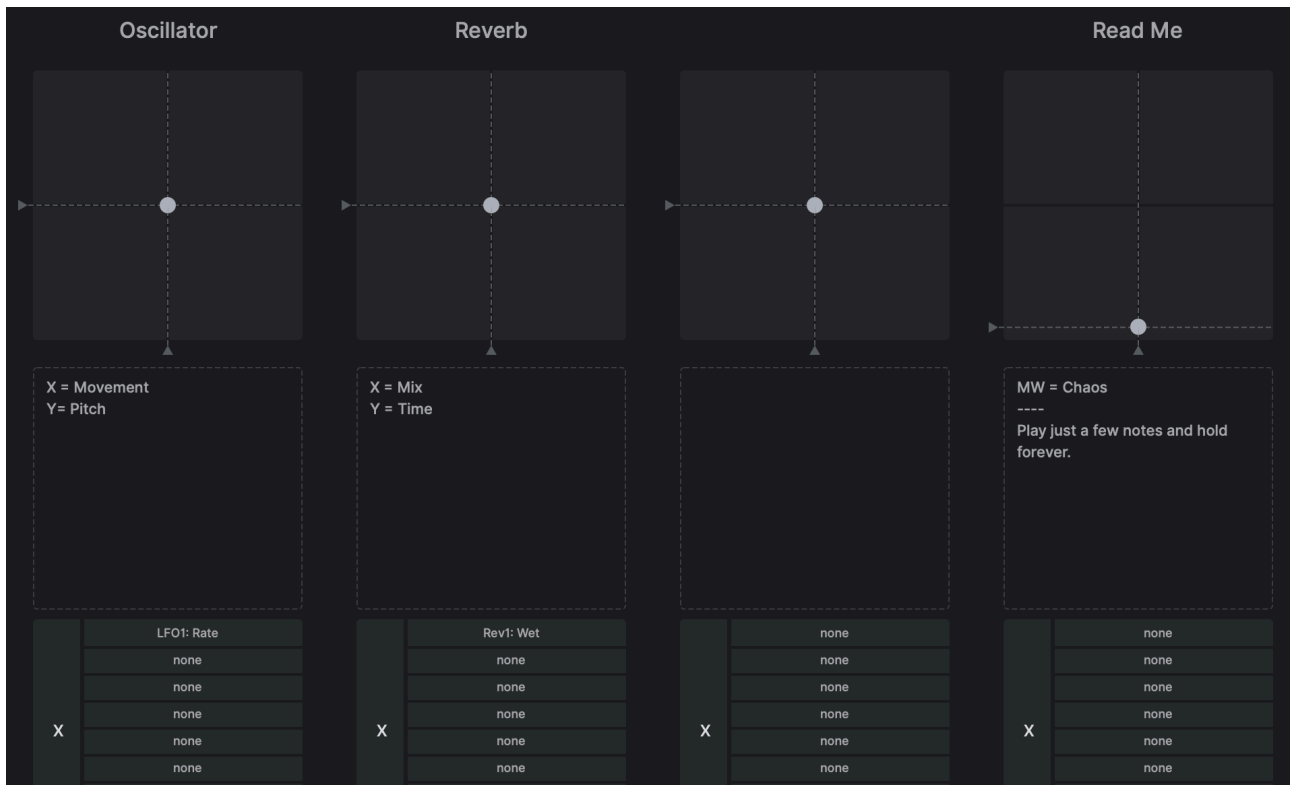 Oscillator
Reverb
Read Me
X = Movement
Y= Pitch
X = Mix
Y = Time
MW = Chaos
----
Play just a few notes and hold
forever.
X
LFO1: Rate
none
none
none
none
none
X
Rev1: Wet
none
none
none
none
none
X
none
none
none
none
none
none
X
none
none
none
none
none
none